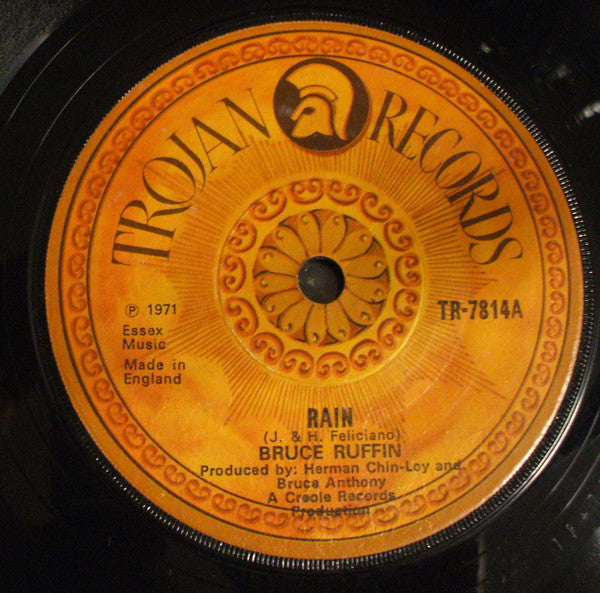 TROJAN RECORDS
℗ 1971
Essex
Music
Made in
England
TR-7814A
RAIN
(J. & H. Feliciano)
BRUCE RUFFIN
Produced by: Herman Chin-Loy and
Bruce Anthony
A Creole Records
Production